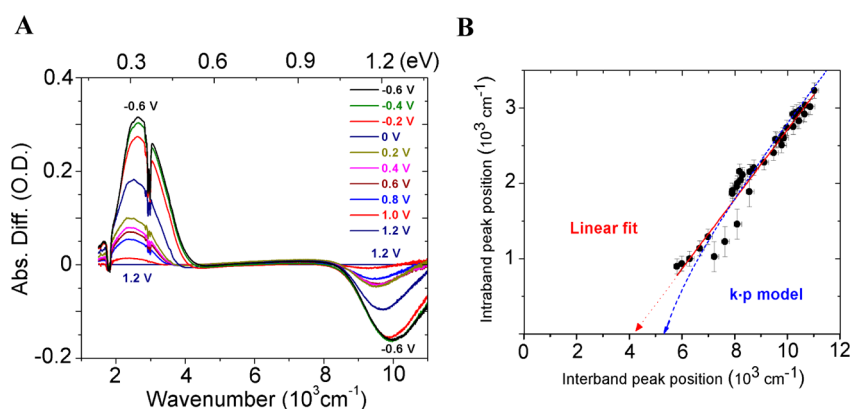 A
B
0.3 0.6 0.9 1.2 (eV)
-0.6 V
-0.6 V
-0.4 V
-0.2 V
0 V
0.2 V
0.4 V
0.6 V
0.8 V
1.0 V
1.2 V
0.4
0.2
0
-0.2
Abs. Diff. (O.D.)
1.2 V
1.2 V
-0.6 V
2 4 6 8 10
Wavenumber (10³cm⁻¹)
3
2
1
0
Intraband peak position (10³ cm⁻¹)
Linear fit
k·p model
0 2 4 6 8 10 12
Interband peak position (10³ cm⁻¹)